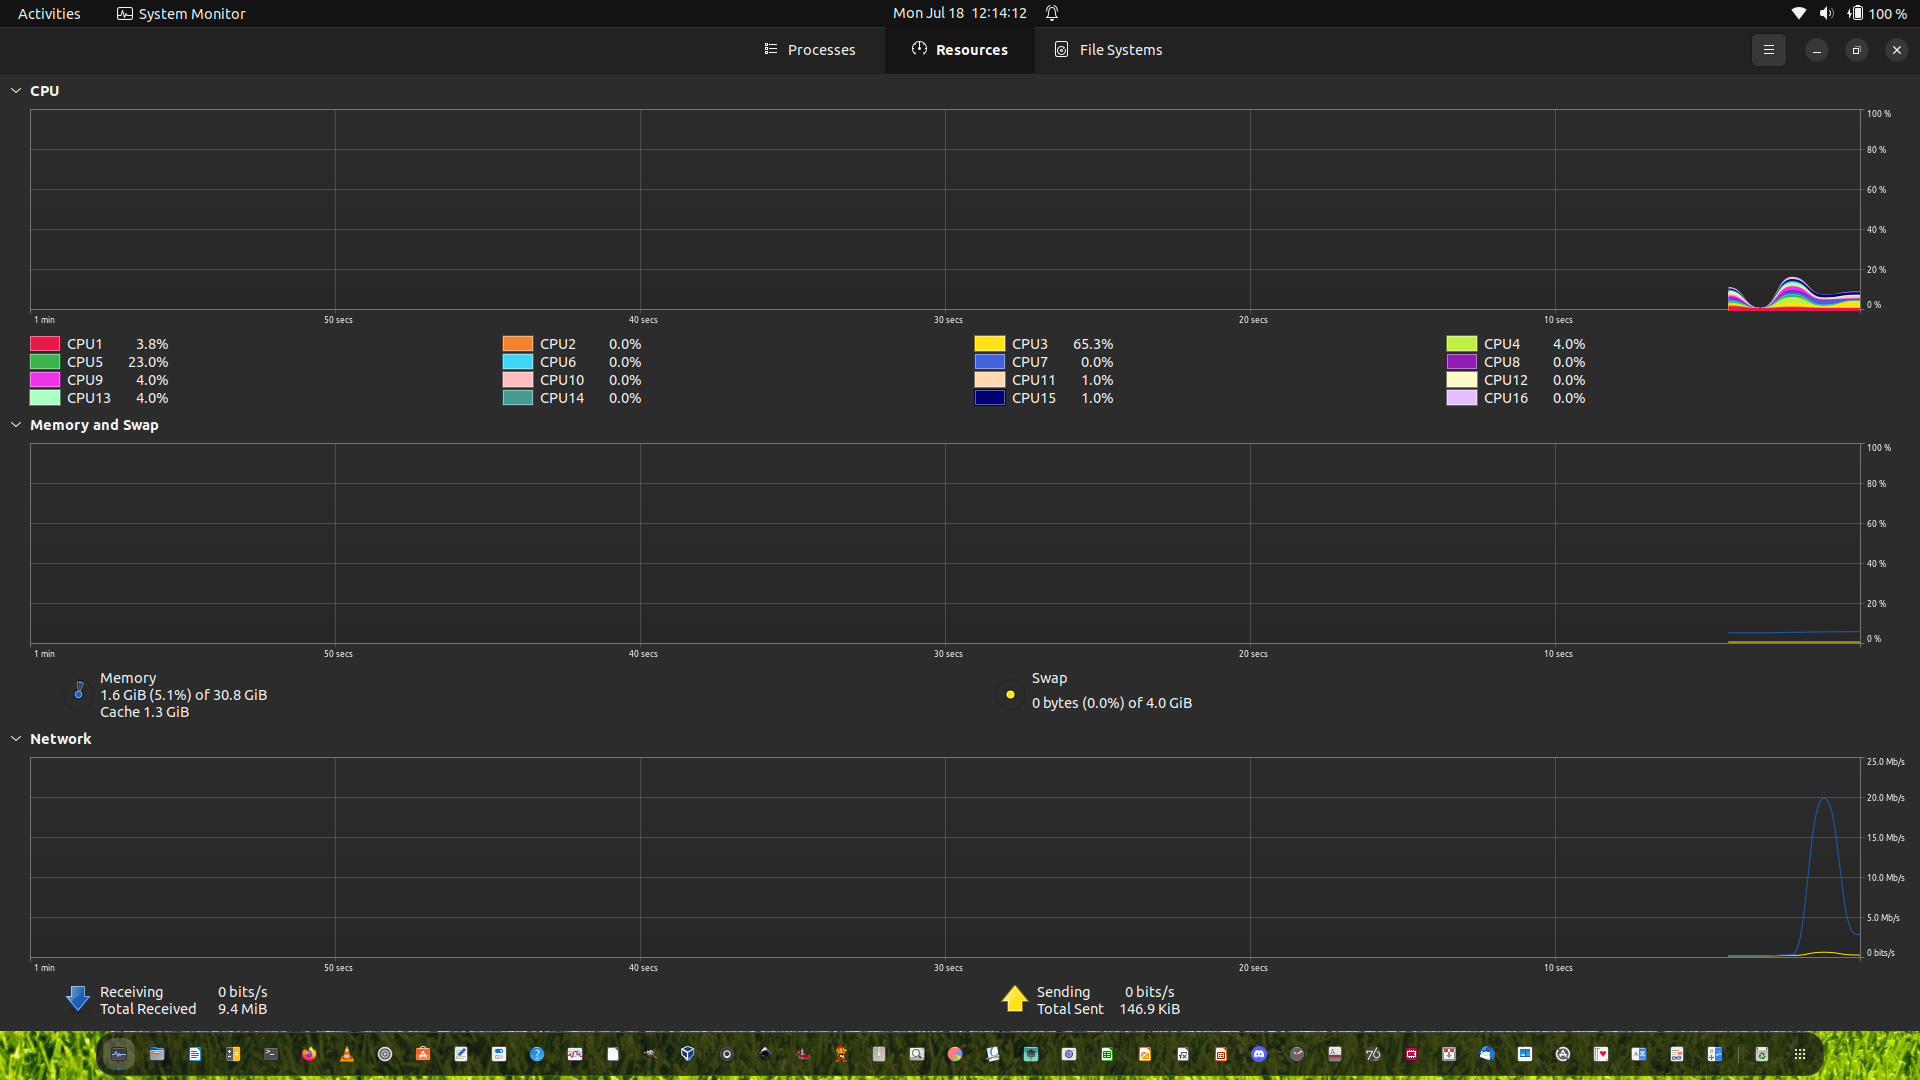 Activities System Monitor Mon Jul 18 12:14:12 100 %
Processes Resources File Systems
CPU
100 %
80 %
60 %
40 %
20 %
0 %
1 min 50 secs 40 secs 30 secs 20 secs 10 secs
CPU1 3.8% CPU2 0.0% CPU3 65.3% CPU4 4.0%
CPU5 23.0% CPU6 0.0% CPU7 0.0% CPU8 0.0%
CPU9 4.0% CPU10 0.0% CPU11 1.0% CPU12 0.0%
CPU13 4.0% CPU14 0.0% CPU15 1.0% CPU16 0.0%
Memory and Swap
100 %
80 %
60 %
40 %
20 %
0 %
1 min 50 secs 40 secs 30 secs 20 secs 10 secs
Memory
1.6 GiB (5.1%) of 30.8 GiB
Cache 1.3 GiB
Swap
0 bytes (0.0%) of 4.0 GiB
Network
25.0 Mb/s
20.0 Mb/s
15.0 Mb/s
10.0 Mb/s
5.0 Mb/s
0 bits/s
1 min 50 secs 40 secs 30 secs 20 secs 10 secs
Receiving 0 bits/s
Total Received 9.4 MiB
Sending 0 bits/s
Total Sent 146.9 KiB
76